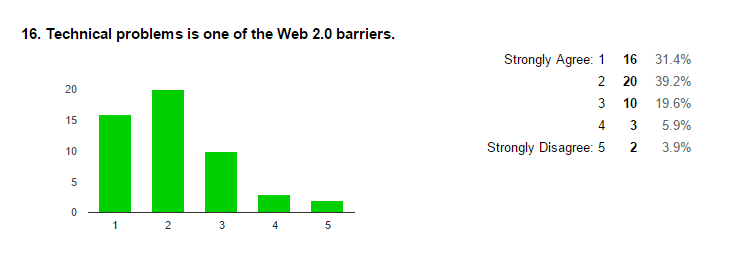 16. Technical problems is one of the Web 2.0 barriers.
Strongly Agree: 1 16 31.4%
2 20 39.2%
3 10 19.6%
4 3 5.9%
Strongly Disagree: 5 2 3.9%
20
15
10
5
0
1 2 3 4 5